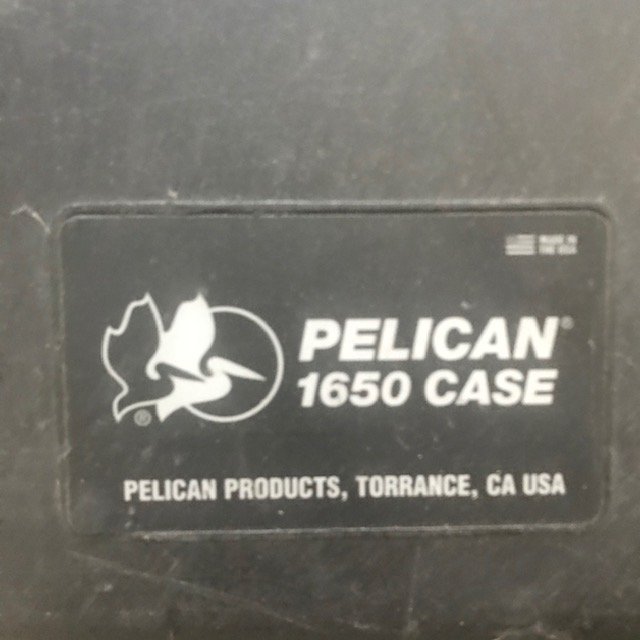 MADE IN
THE USA
PELICAN®
1650 CASE
®
PELICAN PRODUCTS, TORRANCE, CA USA